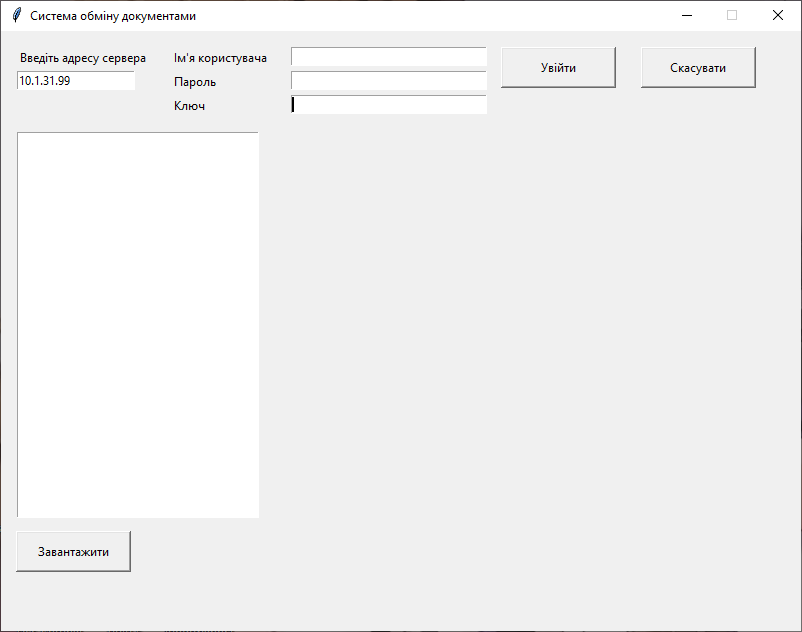 Система обміну документами
Введіть адресу сервера
10.1.31.99
Ім'я користувача
Пароль
Ключ
Увійти
Скасувати
Завантажити